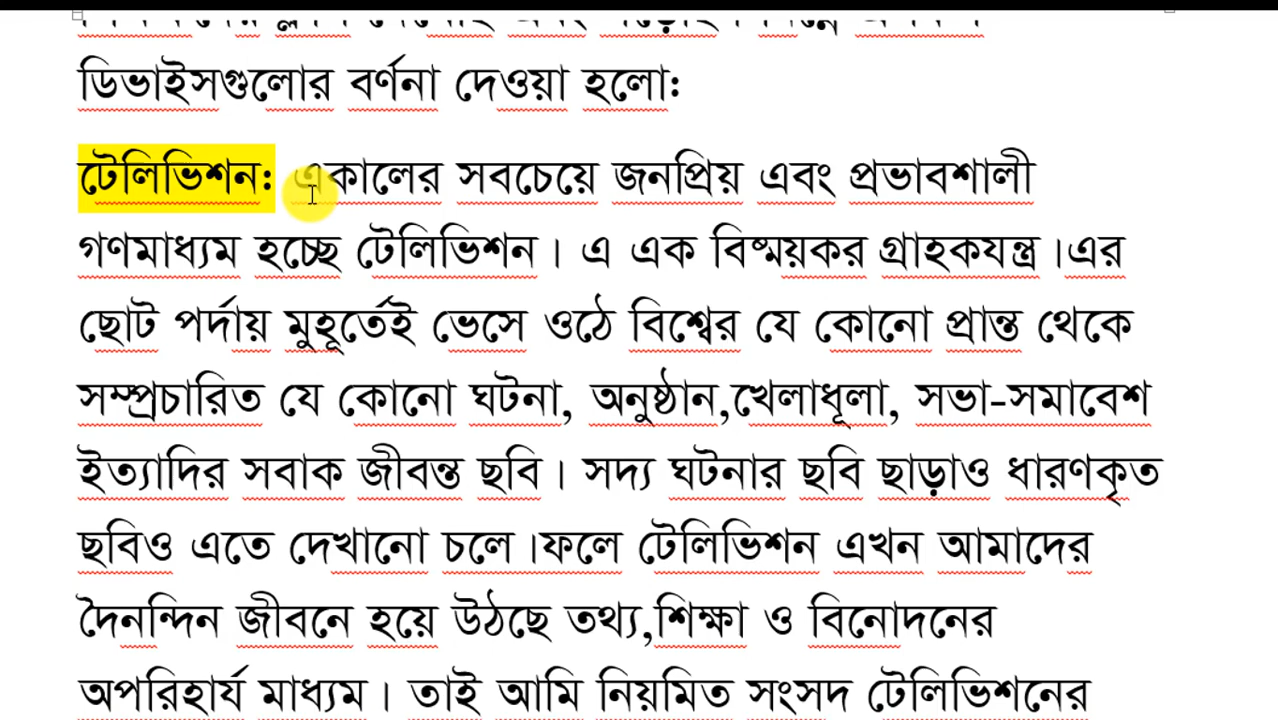 ডিভাইসগুলোর বর্ণনা দেওয়া হলো:
টেলিভিশন: একালের সবচেয়ে জনপ্রিয় এবং প্রভাবশালী
গণমাধ্যম হচ্ছে টেলিভিশন। এ এক বিষ্ময়কর গ্রাহকযন্ত্র।এর
ছোট পর্দায় মুহূর্তেই ভেসে ওঠে বিশ্বের যে কোনো প্রান্ত থেকে
সম্প্রচারিত যে কোনো ঘটনা, অনুষ্ঠান,খেলাধূলা, সভা-সমাবেশ
ইত্যাদির সবাক জীবন্ত ছবি। সদ্য ঘটনার ছবি ছাড়াও ধারণকৃত
ছবিও এতে দেখানো চলে।ফলে টেলিভিশন এখন আমাদের
দৈনন্দিন জীবনে হয়ে উঠছে তথ্য,শিক্ষা ও বিনোদনের
অপরিহার্য মাধ্যম। তাই আমি নিয়মিত সংসদ টেলিভিশনের